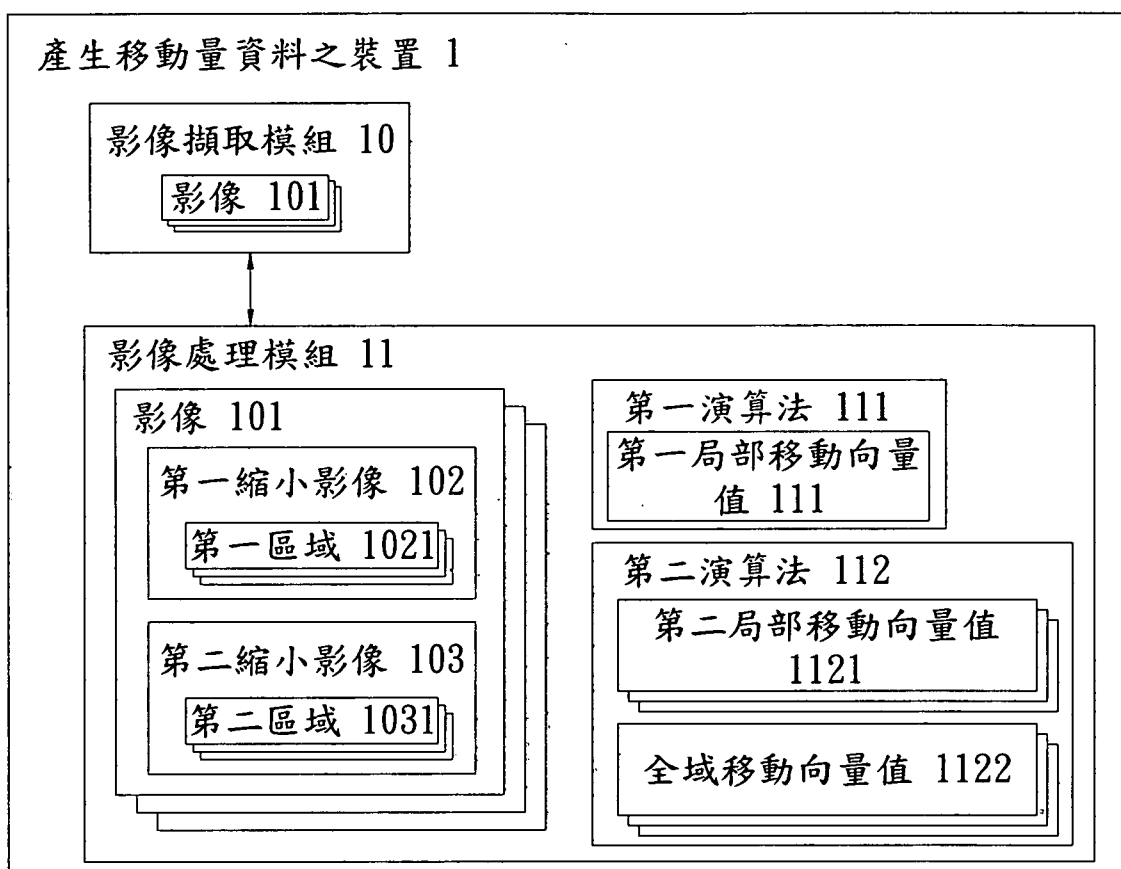 產生移動量資料之裝置 1
影像擷取模組 10
影像 101
影像處理模組 11
影像 101
第一縮小影像 102
第一區域 1021
第二縮小影像 103
第二區域 1031
第一演算法 111
第一局部移動向量
值 111
第二演算法 112
第二局部移動向量值
1121
全域移動向量值 1122